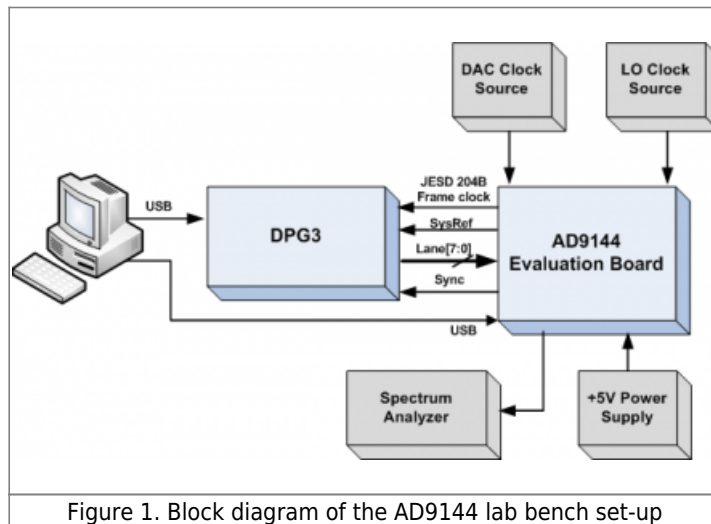 DAC Clock
Source
LO Clock
Source
USB
JESD 204B
Frame clock
DPG3
SysRef
Lane[7:0]
Sync
AD9144
Evaluation Board
USB
Spectrum
Analyzer
+5V Power
Supply
Figure 1. Block diagram of the AD9144 lab bench set-up